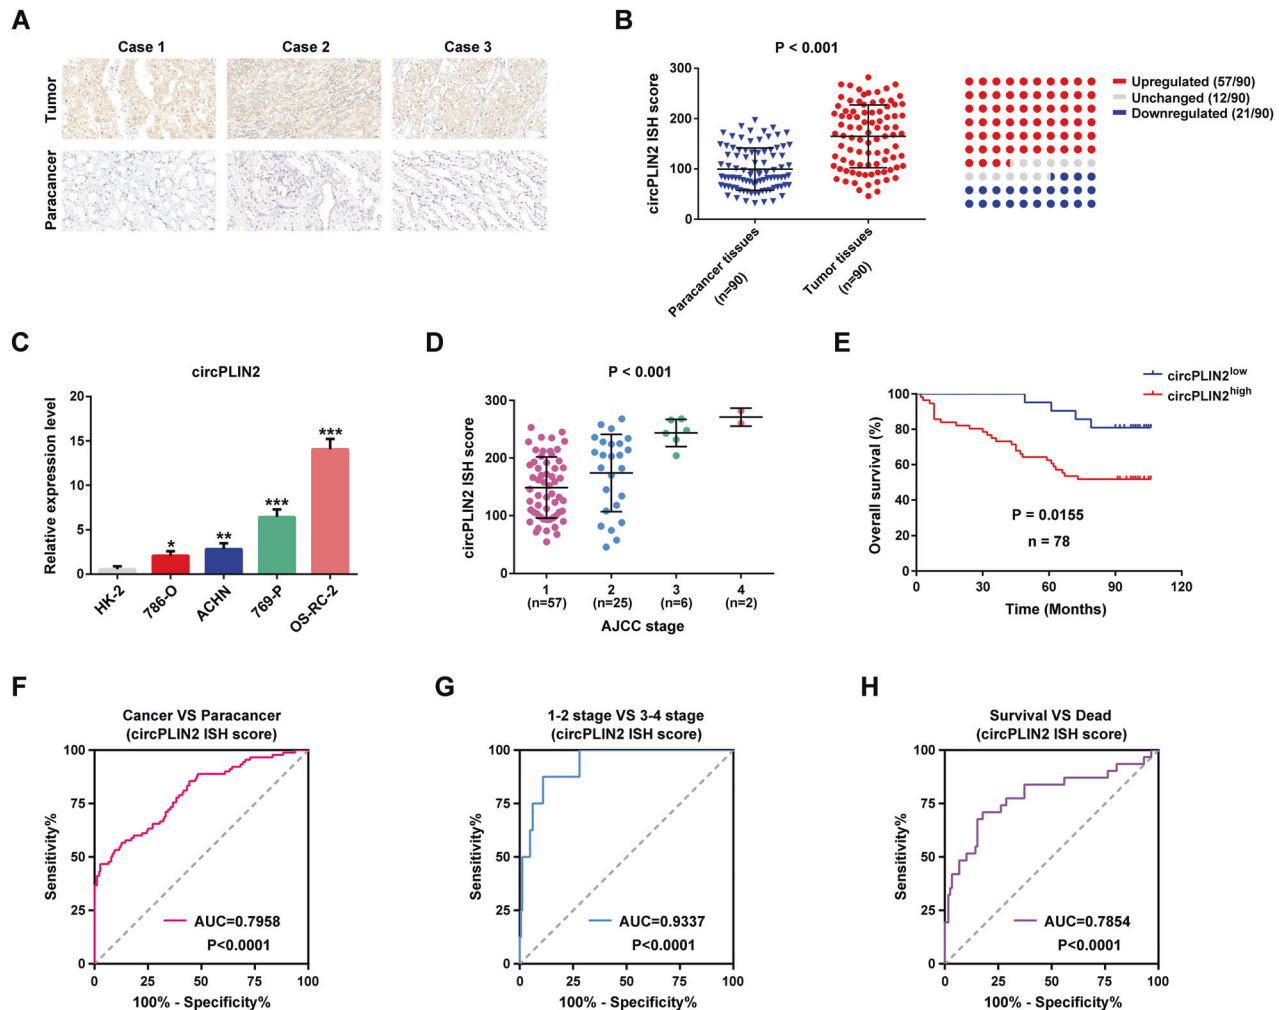 A
Case 1
Case 2
Case 3
Tumor
Paracancer
B
P < 0.001
circPLIN2 ISH score
300
200
100
0
Paracancer tissues
(n=90)
Tumor tissues
(n=90)
Upregulated (57/90)
Unchanged (12/90)
Downregulated (21/90)
C
circPLIN2
Relative expression level
20
15
10
5
0
*
**
***
***
HK-2
786-O
ACHN
769-P
OS-RC-2
D
P < 0.001
circPLIN2 ISH score
300
200
100
0
1
2
3
4
(n=57)
(n=25)
(n=6)
(n=2)
AJCC stage
E
circPLIN2low
circPLIN2high
Overall survival (%)
100
80
60
40
20
0
P = 0.0155
n = 78
0
30
60
90
120
Time (Months)
F
Cancer VS Paracancer
(circPLIN2 ISH score)
Sensitivity%
100
75
50
25
0
AUC=0.7958
P<0.0001
0
25
50
75
100
100% - Specificity%
G
1-2 stage VS 3-4 stage
(circPLIN2 ISH score)
Sensitivity%
100
75
50
25
0
AUC=0.9337
P<0.0001
0
25
50
75
100
100% - Specificity%
H
Survival VS Dead
(circPLIN2 ISH score)
Sensitivity%
100
75
50
25
0
AUC=0.7854
P<0.0001
0
25
50
75
100
100% - Specificity%